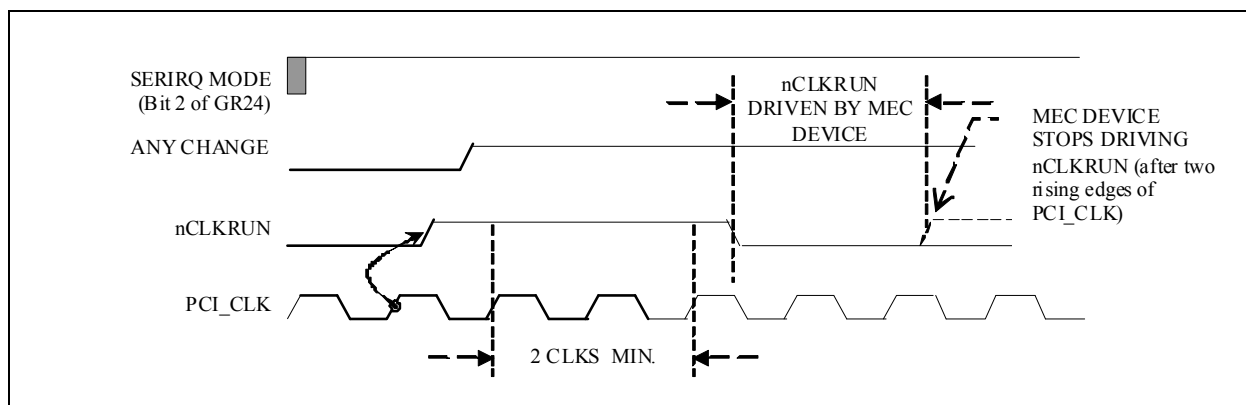 SERIRQ MODE
(Bit 2 of GR24)
nCLKRUN
DRIVEN BY MEC
DEVICE
MEC DEVICE
STOPS DRIVING
nCLKRUN (after two
rising edges of
PCI_CLK)
ANY CHANGE
nCLKRUN
PCI_CLK
2 CLKS MIN.